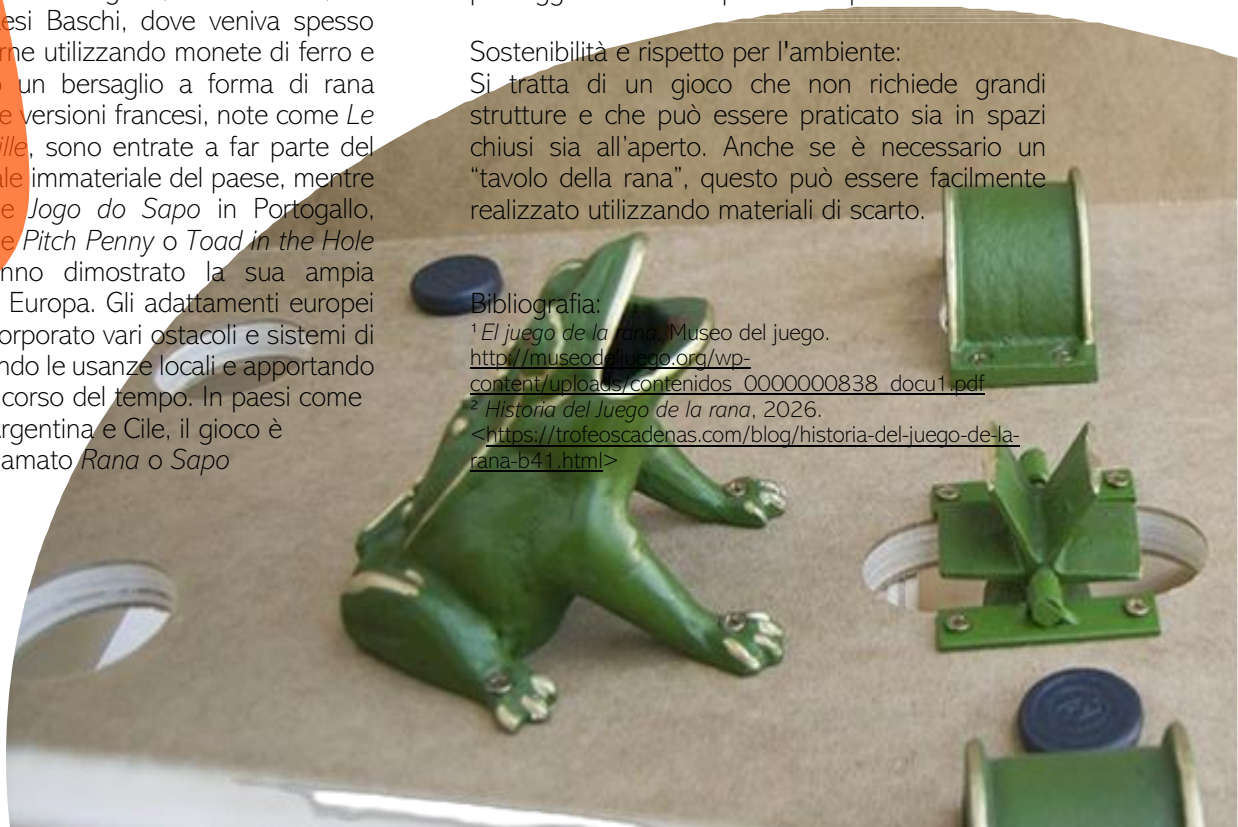 esi Baschi, dove veniva spesso
rne utilizzando monete di ferro e
un bersaglio a forma di rana
e versioni francesi, note come Le
ille, sono entrate a far parte del
ale immateriale del paese, mentre
e Jogo do Sapo in Portogallo,
e Pitch Penny o Toad in the Hole
nno dimostrato la sua ampia
Europa. Gli adattamenti europei
orporato vari ostacoli e sistemi di
ndo le usanze locali e apportando
corso del tempo. In paesi come
rgentina e Cile, il gioco è
amato Rana o Sapo
Sostenibilità e rispetto per l'ambiente:
Si tratta di un gioco che non richiede grandi
strutture e che può essere praticato sia in spazi
chiusi sia all’aperto. Anche se è necessario un
“tavolo della rana”, questo può essere facilmente
realizzato utilizzando materiali di scarto.
Bibliografia:
¹ El juego de la rana, Museo del juego.
http://museodeljuego.org/wp-
content/uploads/contenidos_0000000838_docu1.pdf
² Historia del Juego de la rana, 2026.
<https://trofeoscadenas.com/blog/historia-del-juego-de-la-
rana-b41.html>